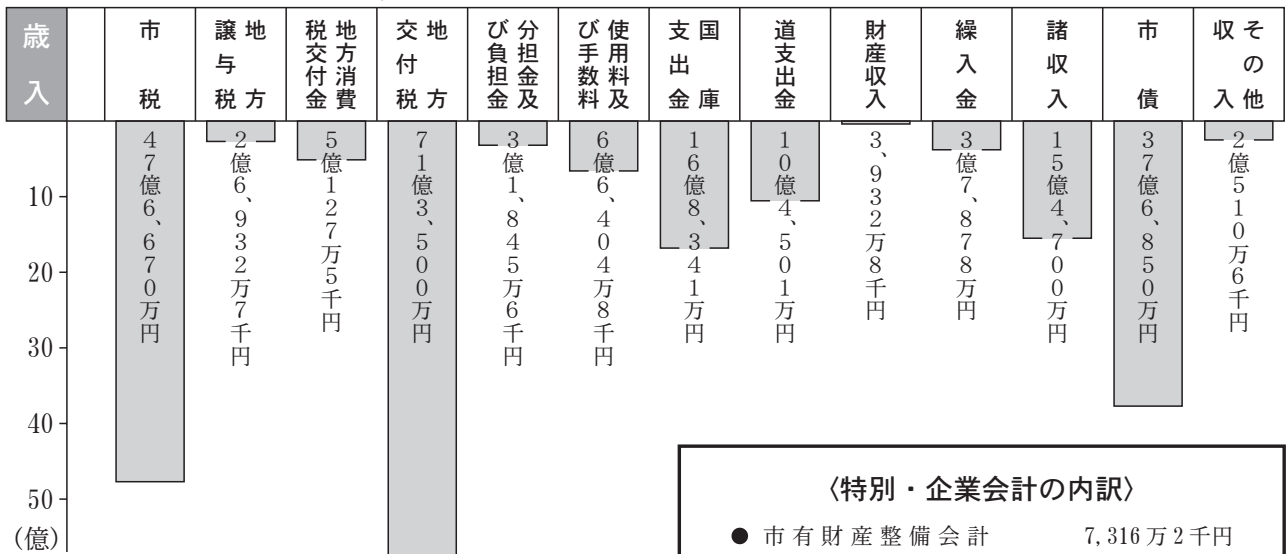 歳入
市税
地方譲与税
地方消費税交付金
地方交付税
分担金及び負担金
使用料及び手数料
国庫支出金
道支出金
財産収入
繰入金
諸収入
市債
その他収入
47億6、670万円
2億6、932万7千円
5億127万5千円
71億3、500万円
3億1、845万6千円
6億6、404万8千円
16億8、341万円
10億4、501万円
3、932万8千円
3億7、878万円
15億4、700万円
37億6、850万円
2億510万6千円
10
20
30
40
50
(億)
〈特別・企業会計の内訳〉
● 市有財産整備会計 7,316万2千円